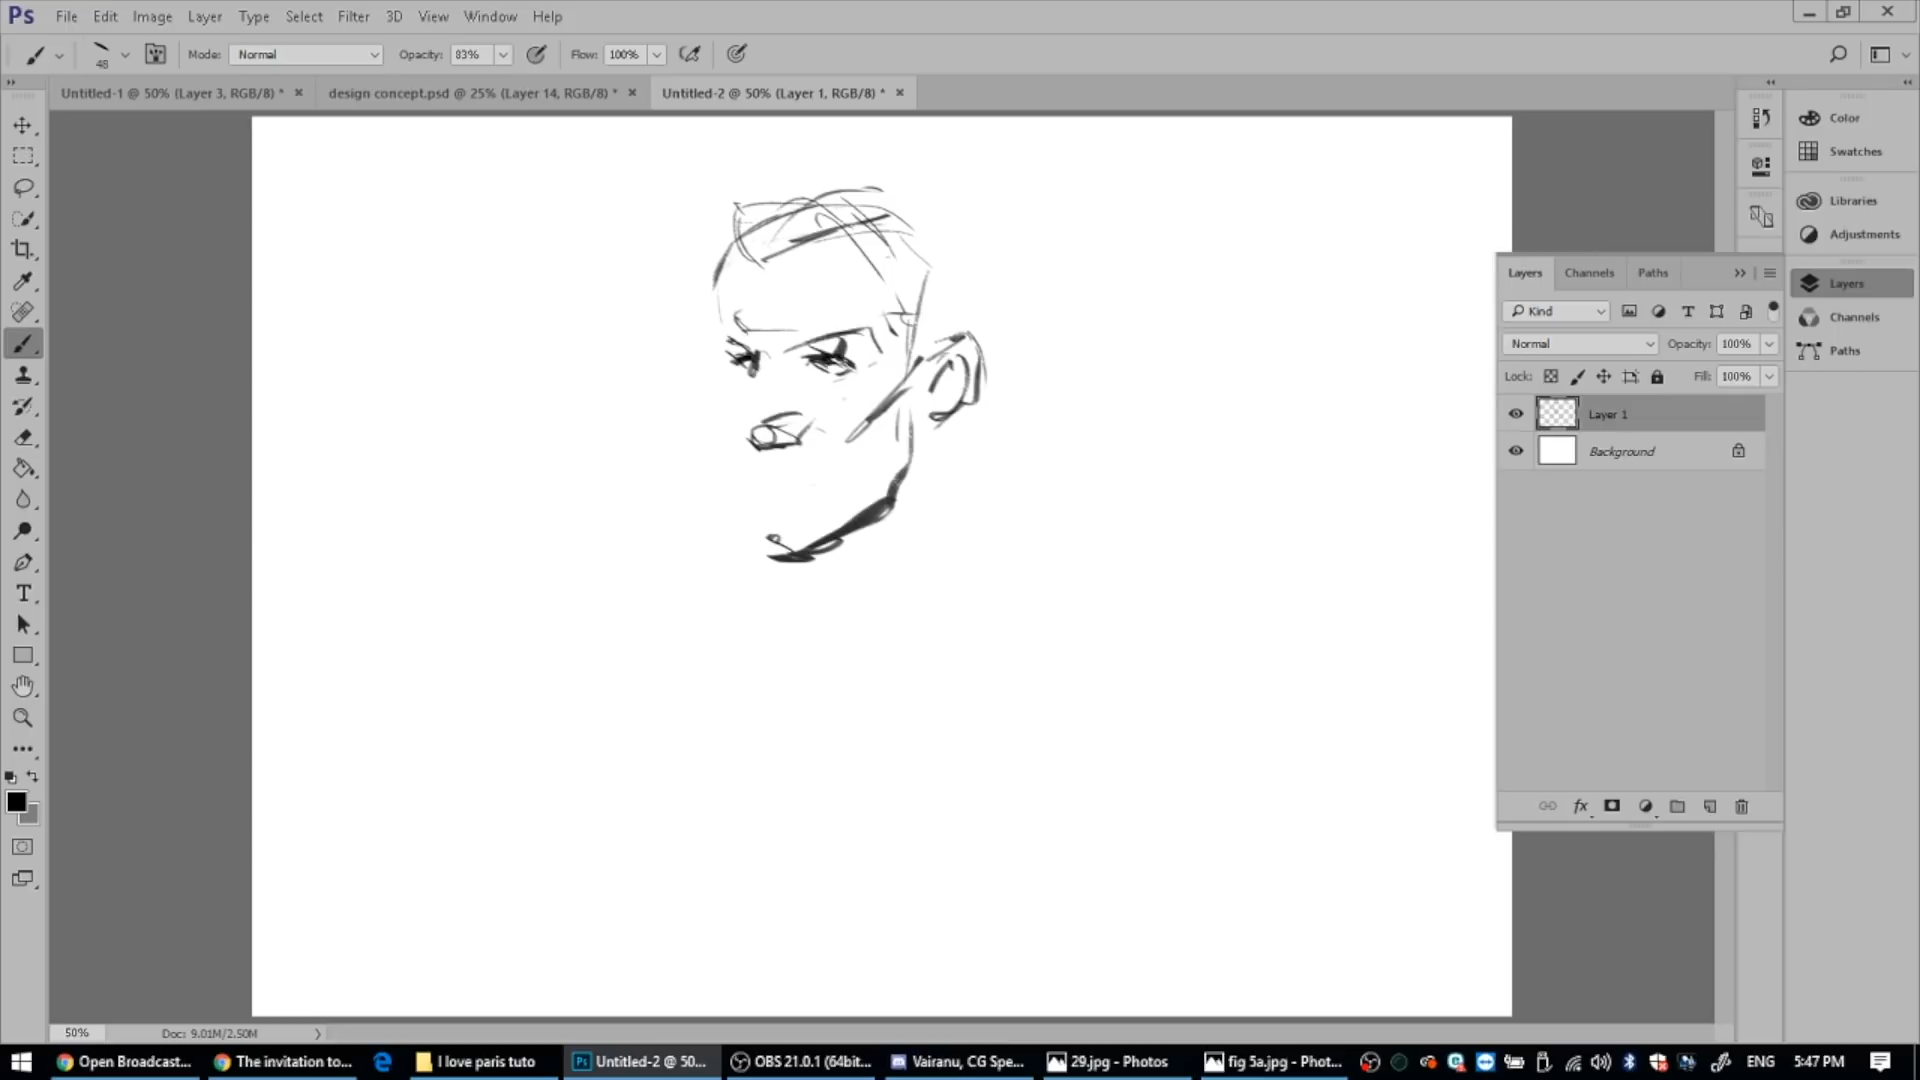 Ps File Edit Image Layer Type Select Filter 3D View Window Help
48 Mode: Normal Opacity: 83% Flow: 100%
Untitled-1 @ 50% (Layer 3, RGB/8) * × design concept.psd @ 25% (Layer 14, RGB/8) * × Untitled-2 @ 50% (Layer 1, RGB/8) * ×
Color
Swatches
Libraries
Adjustments
Layers
Channels
Paths
Layers Channels Paths
Kind
Normal Opacity: 100%
Lock: Fill: 100%
Layer 1
Background
fx
50% Doc: 9.01M/2.50M
Open Broadcast... The invitation to... I love paris tuto Ps Untitled-2 @ 50... OBS 21.0.1 (64bit... Vairanu, CG Spe... 29.jpg - Photos fig 5a.jpg - Phot... ENG 5:47 PM